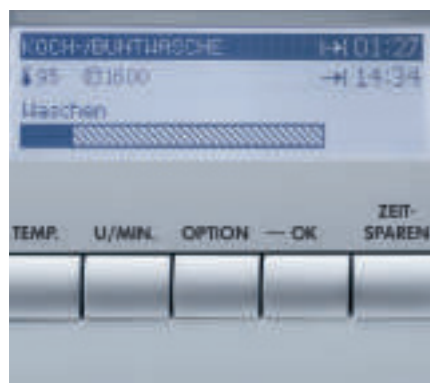 KOCH-/BUNTWÄSCHE 01:27
95 1600 14:34
Waschen
ZEIT-
TEMP. U/MIN. OPTION — OK SPAREN